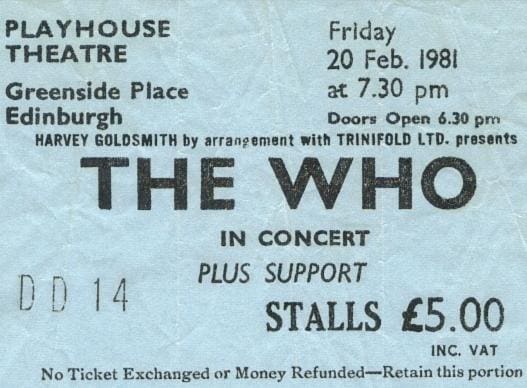 PLAYHOUSE
THEATRE
Greenside Place
Edinburgh
Friday
20 Feb. 1981
at 7.30 pm
Doors Open 6.30 pm
HARVEY GOLDSMITH by arrangement with TRINIFOLD LTD. presents
THE WHO
IN CONCERT
PLUS SUPPORT
DD 14
STALLS £5.00
INC. VAT
No Ticket Exchanged or Money Refunded—Retain this portion